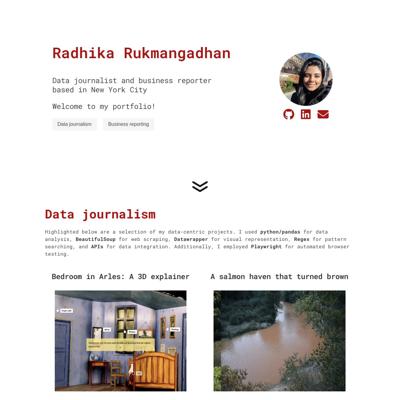 Radhika Rukmangadhan
Data journalist and business reporter
based in New York City
Welcome to my portfolio!
Data journalism
Business reporting
Data journalism
Highlighted below are a selection of my data-centric projects. I used python/pandas for data
analysis, BeautifulSoup for web scraping, Datawrapper for visual representation, Regex for pattern
searching, and APIs for data integration. Additionally, I employed Playwright for automated browser
testing.
Bedroom in Arles: A 3D explainer
A salmon haven that turned brown